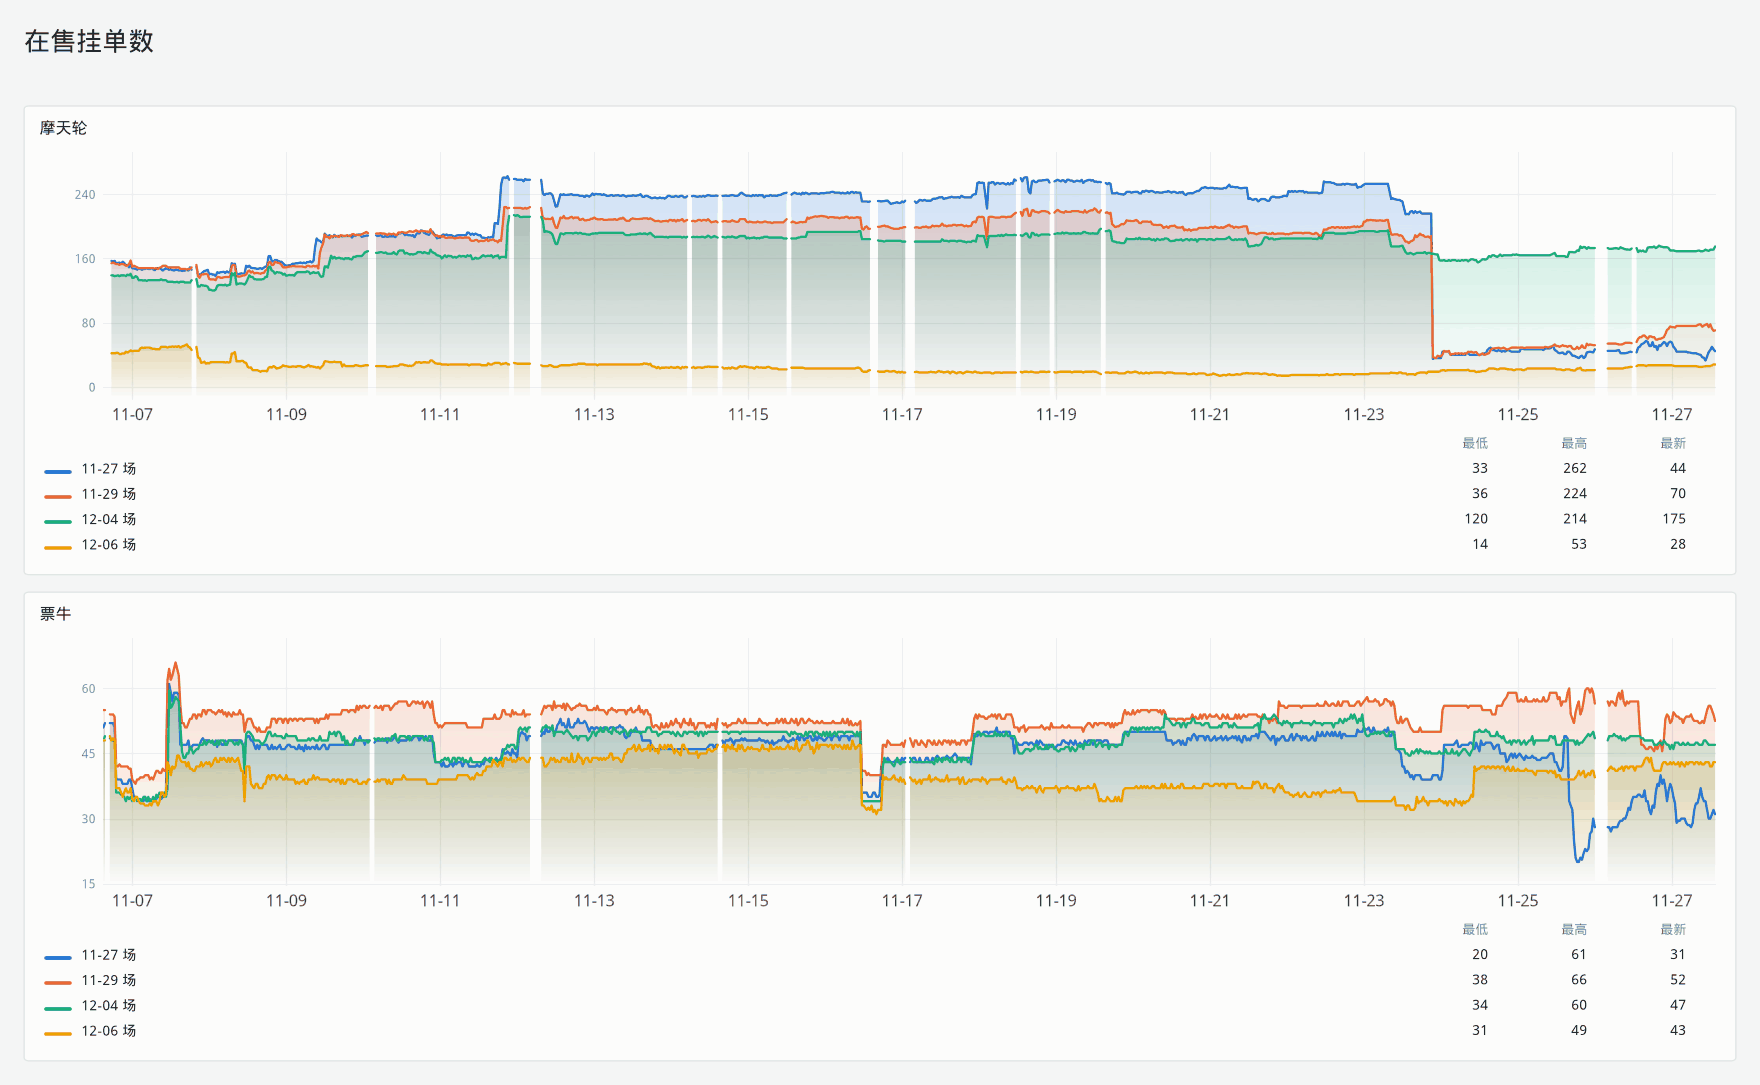 在售挂单数
摩天轮
240
160
80
0
11-07 11-09 11-11 11-13 11-15 11-17 11-19 11-21 11-23 11-25 11-27
最低 最高 最新
11-27 场 33 262 44
11-29 场 36 224 70
12-04 场 120 214 175
12-06 场 14 53 28
票牛
60
45
30
15
11-07 11-09 11-11 11-13 11-15 11-17 11-19 11-21 11-23 11-25 11-27
最低 最高 最新
11-27 场 20 61 31
11-29 场 38 66 52
12-04 场 34 60 47
12-06 场 31 49 43